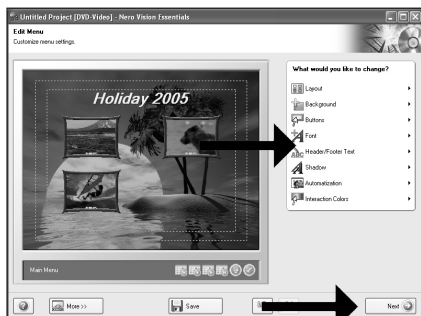 Untitled Project [DVD-Video] - Nero Vision Essentials
Edit Menu
Customize menu settings.
Holiday 2005
Main Menu
What would you like to change?
Layout
Background
Buttons
Font
Header/Footer Text
Shadow
Automatization
Interaction Colors
More >>
Save
Next